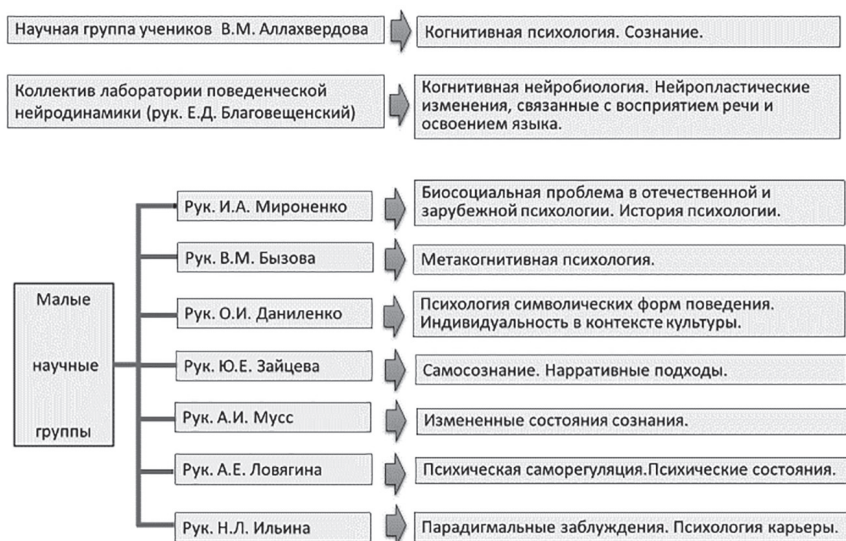 Научная группа учеников В.М. Аллахвердова
Когнитивная психология. Сознание.
Коллектив лаборатории поведенческой
нейродинамики (рук. Е.Д. Благовещенский)
Когнитивная нейробиология. Нейропластические
изменения, связанные с восприятием речи и
освоением языка.
Малые
научные
группы
Рук. И.А. Мироненко
Биосоциальная проблема в отечественной и
зарубежной психологии. История психологии.
Рук. В.М. Бызова
Метакогнитивная психология.
Рук. О.И. Даниленко
Психология символических форм поведения.
Индивидуальность в контексте культуры.
Рук. Ю.Е. Зайцева
Самосознание. Нарративные подходы.
Рук. А.И. Мусс
Измененные состояния сознания.
Рук. А.Е. Ловягина
Психическая саморегуляция.Психические состояния.
Рук. Н.Л. Ильина
Парадигмальные заблуждения. Психология карьеры.